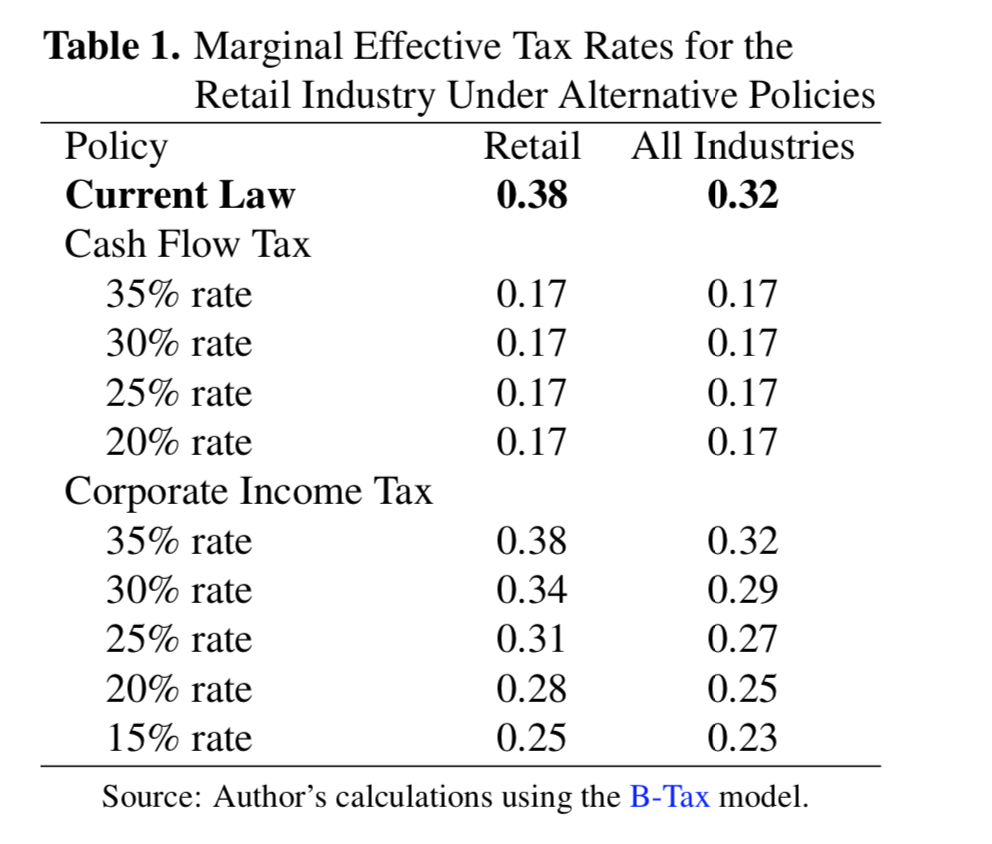 Table 1. Marginal Effective Tax Rates for the
Retail Industry Under Alternative Policies
Policy Retail All Industries
Current Law 0.38 0.32
Cash Flow Tax
35% rate 0.17 0.17
30% rate 0.17 0.17
25% rate 0.17 0.17
20% rate 0.17 0.17
Corporate Income Tax
35% rate 0.38 0.32
30% rate 0.34 0.29
25% rate 0.31 0.27
20% rate 0.28 0.25
15% rate 0.25 0.23
Source: Author’s calculations using the B-Tax model.